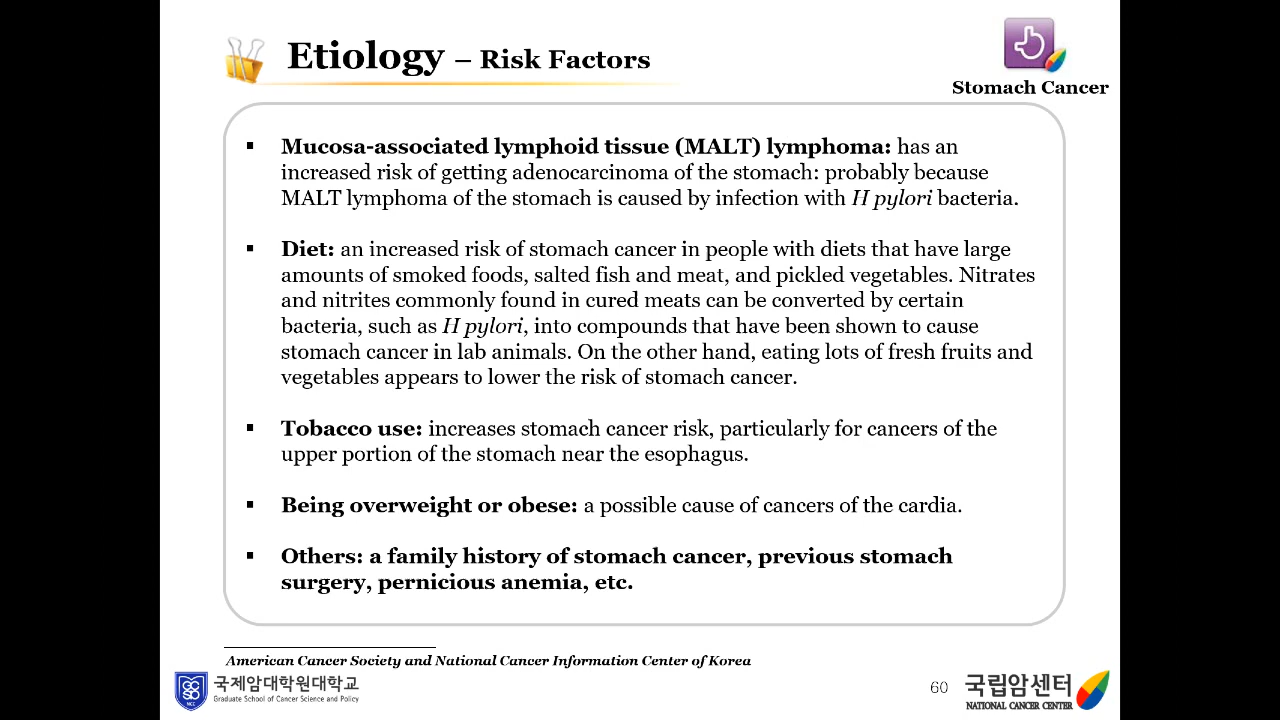 Etiology – Risk Factors
Stomach Cancer
▪ Mucosa-associated lymphoid tissue (MALT) lymphoma: has an
increased risk of getting adenocarcinoma of the stomach: probably because
MALT lymphoma of the stomach is caused by infection with H pylori bacteria.
▪ Diet: an increased risk of stomach cancer in people with diets that have large
amounts of smoked foods, salted fish and meat, and pickled vegetables. Nitrates
and nitrites commonly found in cured meats can be converted by certain
bacteria, such as H pylori, into compounds that have been shown to cause
stomach cancer in lab animals. On the other hand, eating lots of fresh fruits and
vegetables appears to lower the risk of stomach cancer.
▪ Tobacco use: increases stomach cancer risk, particularly for cancers of the
upper portion of the stomach near the esophagus.
▪ Being overweight or obese: a possible cause of cancers of the cardia.
▪ Others: a family history of stomach cancer, previous stomach
surgery, pernicious anemia, etc.
American Cancer Society and National Cancer Information Center of Korea
국제암대학원대학교
Graduate School of Cancer Science and Policy
60
국립암센터
NATIONAL CANCER CENTER